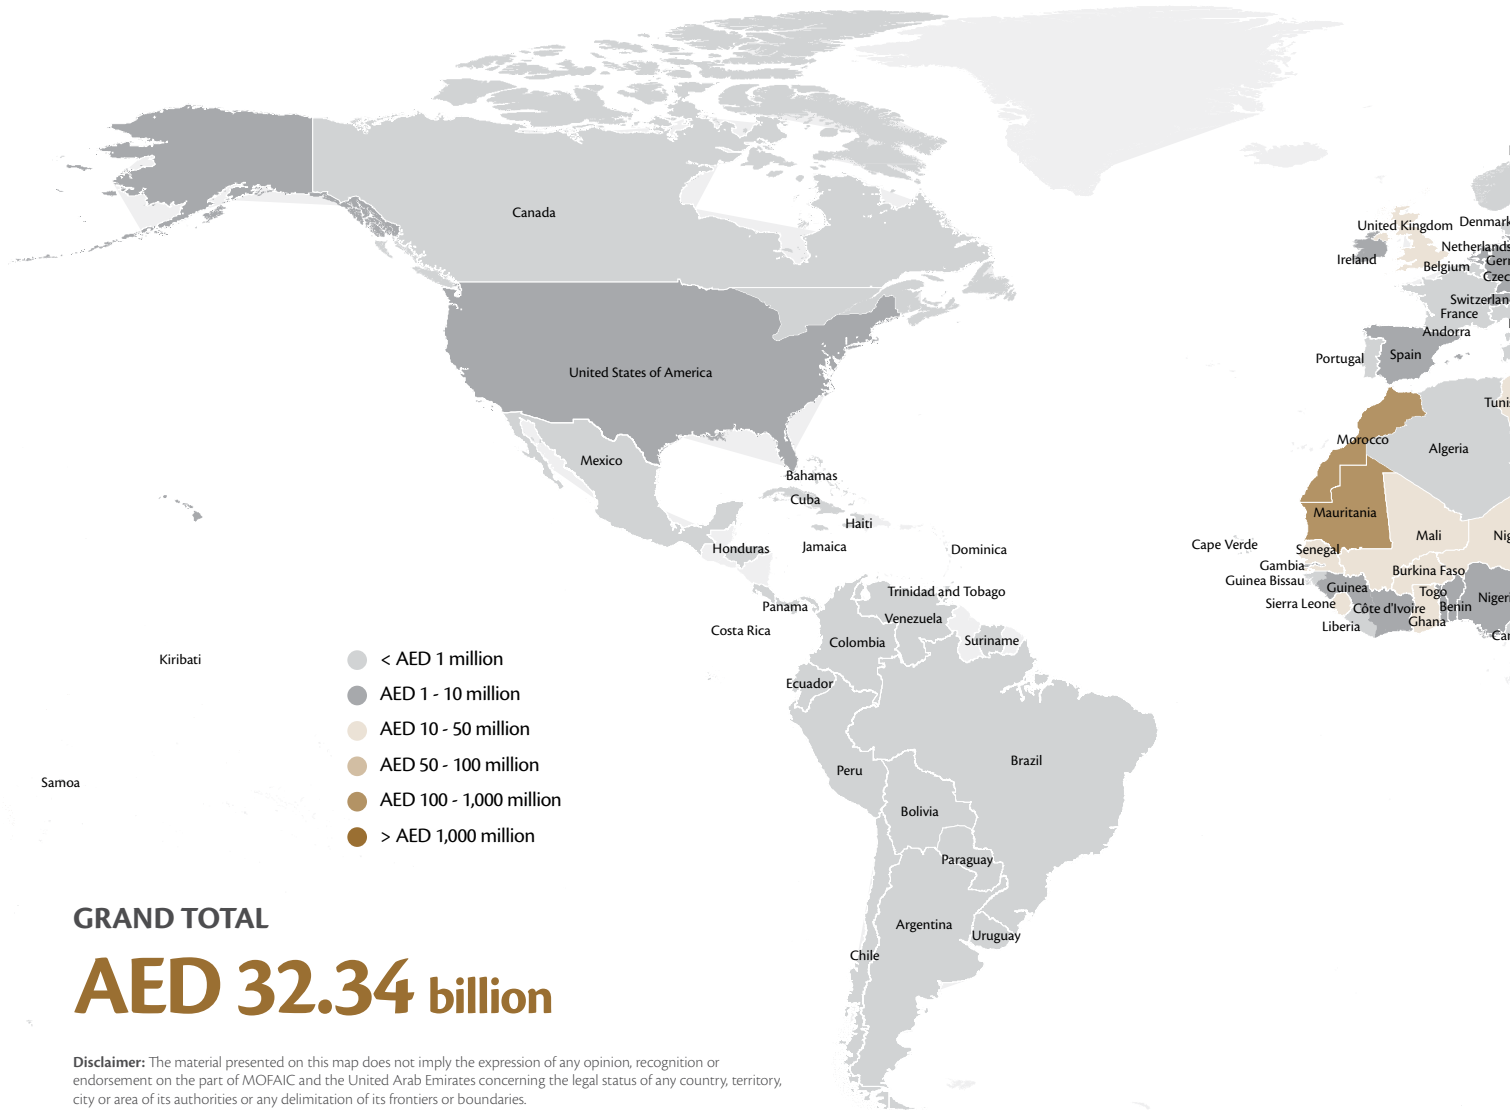 Canada
United States of America
Mexico
Bahamas
Cuba
Haiti
Honduras
Jamaica
Dominica
Trinidad and Tobago
Panama
Venezuela
Costa Rica
Colombia
Suriname
Ecuador
Kiribati
Samoa
Peru
Brazil
Bolivia
Paraguay
Argentina
Uruguay
Chile
United Kingdom
Denmark
Ireland
Netherlands
Belgium
Ger
Czec
Switzerlan
France
Andorra
Portugal
Spain
Tuni
Morocco
Algeria
Mauritania
Mali
Nig
Cape Verde
Senegal
Gambia
Burkina Faso
Guinea Bissau
Guinea
Togo
Sierra Leone
Côte d'Ivoire
Benin
Nigeri
Ghana
Liberia
Ca
< AED 1 million
AED 1 - 10 million
AED 10 - 50 million
AED 50 - 100 million
AED 100 - 1,000 million
> AED 1,000 million
GRAND TOTAL
AED 32.34 billion
Disclaimer: The material presented on this map does not imply the expression of any opinion, recognition or
endorsement on the part of MOFAIC and the United Arab Emirates concerning the legal status of any country, territory,
city or area of its authorities or any delimitation of its frontiers or boundaries.